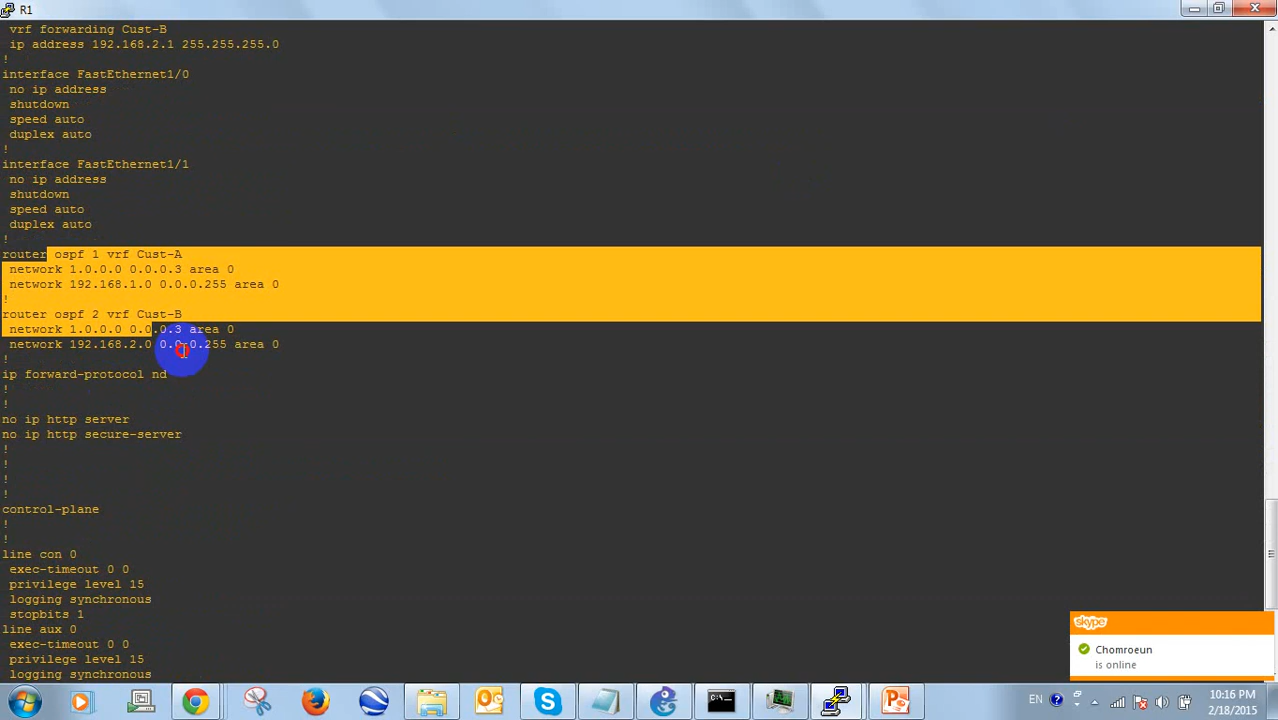 R1
vrf forwarding Cust-B
ip address 192.168.2.1 255.255.255.0
!
interface FastEthernet1/0
no ip address
shutdown
speed auto
duplex auto
!
interface FastEthernet1/1
no ip address
shutdown
speed auto
duplex auto
!
router ospf 1 vrf Cust-A
network 1.0.0.0 0.0.0.3 area 0
network 192.168.1.0 0.0.0.255 area 0
!
router ospf 2 vrf Cust-B
network 1.0.0.0 0.0.0.3 area 0
network 192.168.2.0 0.0.0.255 area 0
!
ip forward-protocol nd
!
!
no ip http server
no ip http secure-server
!
!
!
!
control-plane
!
!
line con 0
exec-timeout 0 0
privilege level 15
logging synchronous
stopbits 1
line aux 0
exec-timeout 0 0
privilege level 15
logging synchronous
skype
Chomroeun
is online
C:\
EN
10:16 PM
2/18/2015